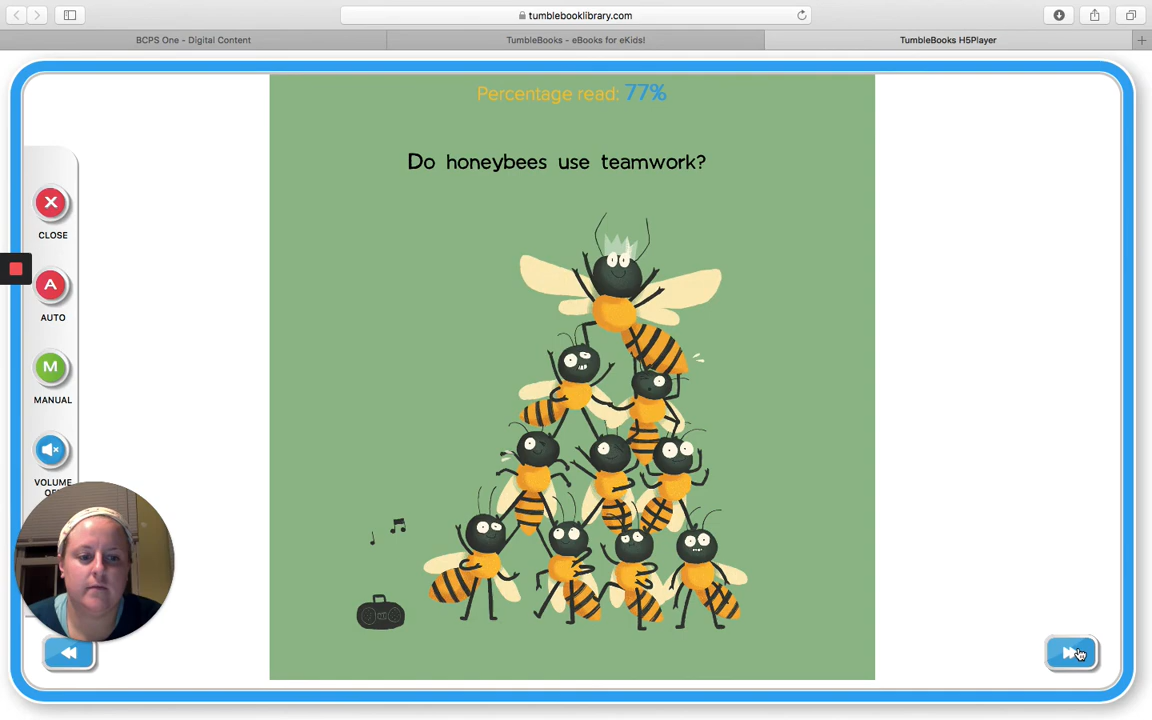 tumblebooklibrary.com
BCPS One - Digital Content
TumbleBooks - eBooks for eKids!
TumbleBooks H5Player
Percentage read: 77%
Do honeybees use teamwork?
CLOSE
A
AUTO
M
MANUAL
VOLUME